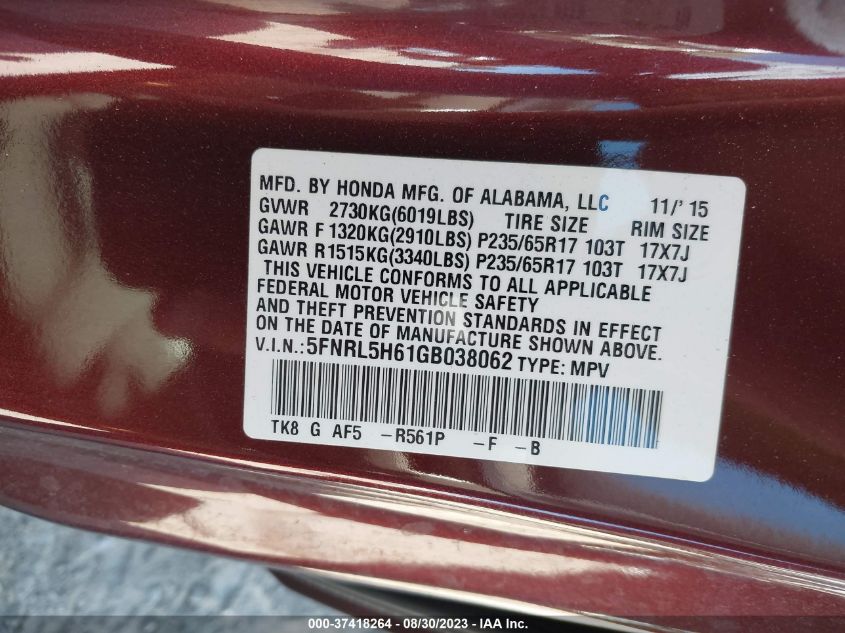 MFD. BY HONDA MFG. OF ALABAMA, LLC 11/'15
GVWR 2730KG(6019LBS) TIRE SIZE RIM SIZE
GAWR F 1320KG(2910LBS) P235/65R17 103T 17X7J
GAWR R1515KG(3340LBS) P235/65R17 103T 17X7J
THIS VEHICLE CONFORMS TO ALL APPLICABLE
FEDERAL MOTOR VEHICLE SAFETY
AND THEFT PREVENTION STANDARDS IN EFFECT
ON THE DATE OF MANUFACTURE SHOWN ABOVE.
V.I.N.:5FNRL5H61GB038062 TYPE: MPV
TK8 G AF5 -R561P -F -B
000-37418264 - 08/30/2023 - IAA Inc.